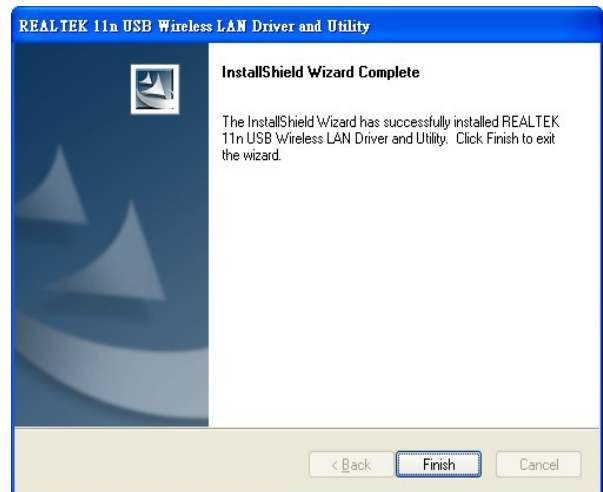 REALTEK 11n USB Wireless LAN Driver and Utility
InstallShield Wizard Complete
The InstallShield Wizard has successfully installed REALTEK
11n USB Wireless LAN Driver and Utility. Click Finish to exit
the wizard.
< Back Finish Cancel